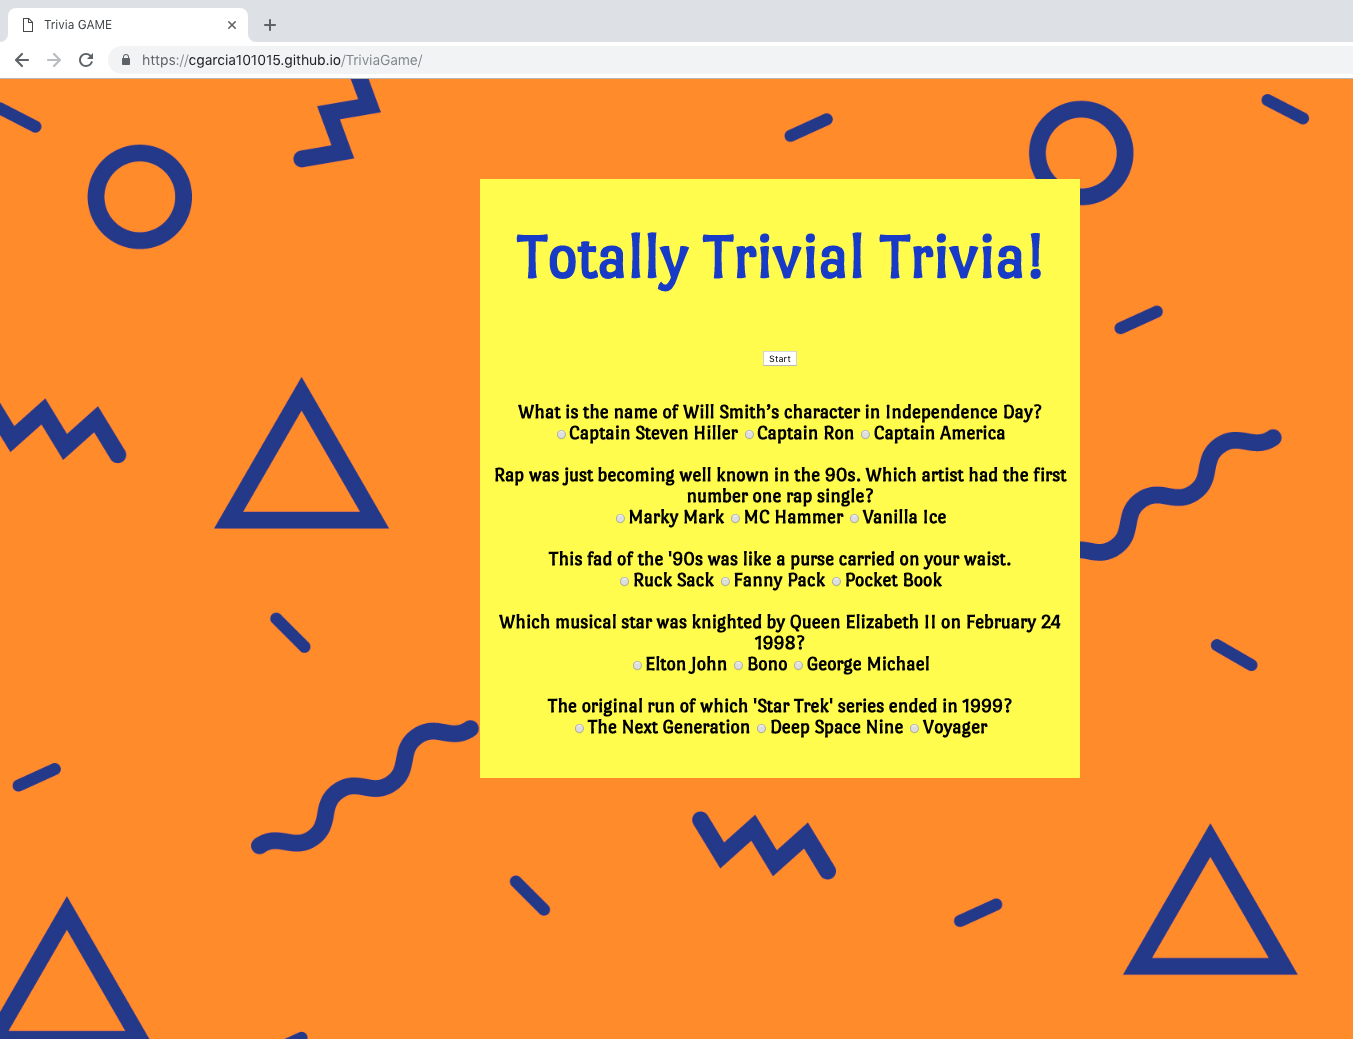 Trivia GAME
https://cgarcia101015.github.io/TriviaGame/
Totally Trivial Trivia!
Start
What is the name of Will Smith’s character in Independence Day?
Captain Steven Hiller Captain Ron Captain America
Rap was just becoming well known in the 90s. Which artist had the first
number one rap single?
Marky Mark MC Hammer Vanilla Ice
This fad of the '90s was like a purse carried on your waist.
Ruck Sack Fanny Pack Pocket Book
Which musical star was knighted by Queen Elizabeth II on February 24
1998?
Elton John Bono George Michael
The original run of which 'Star Trek' series ended in 1999?
The Next Generation Deep Space Nine Voyager